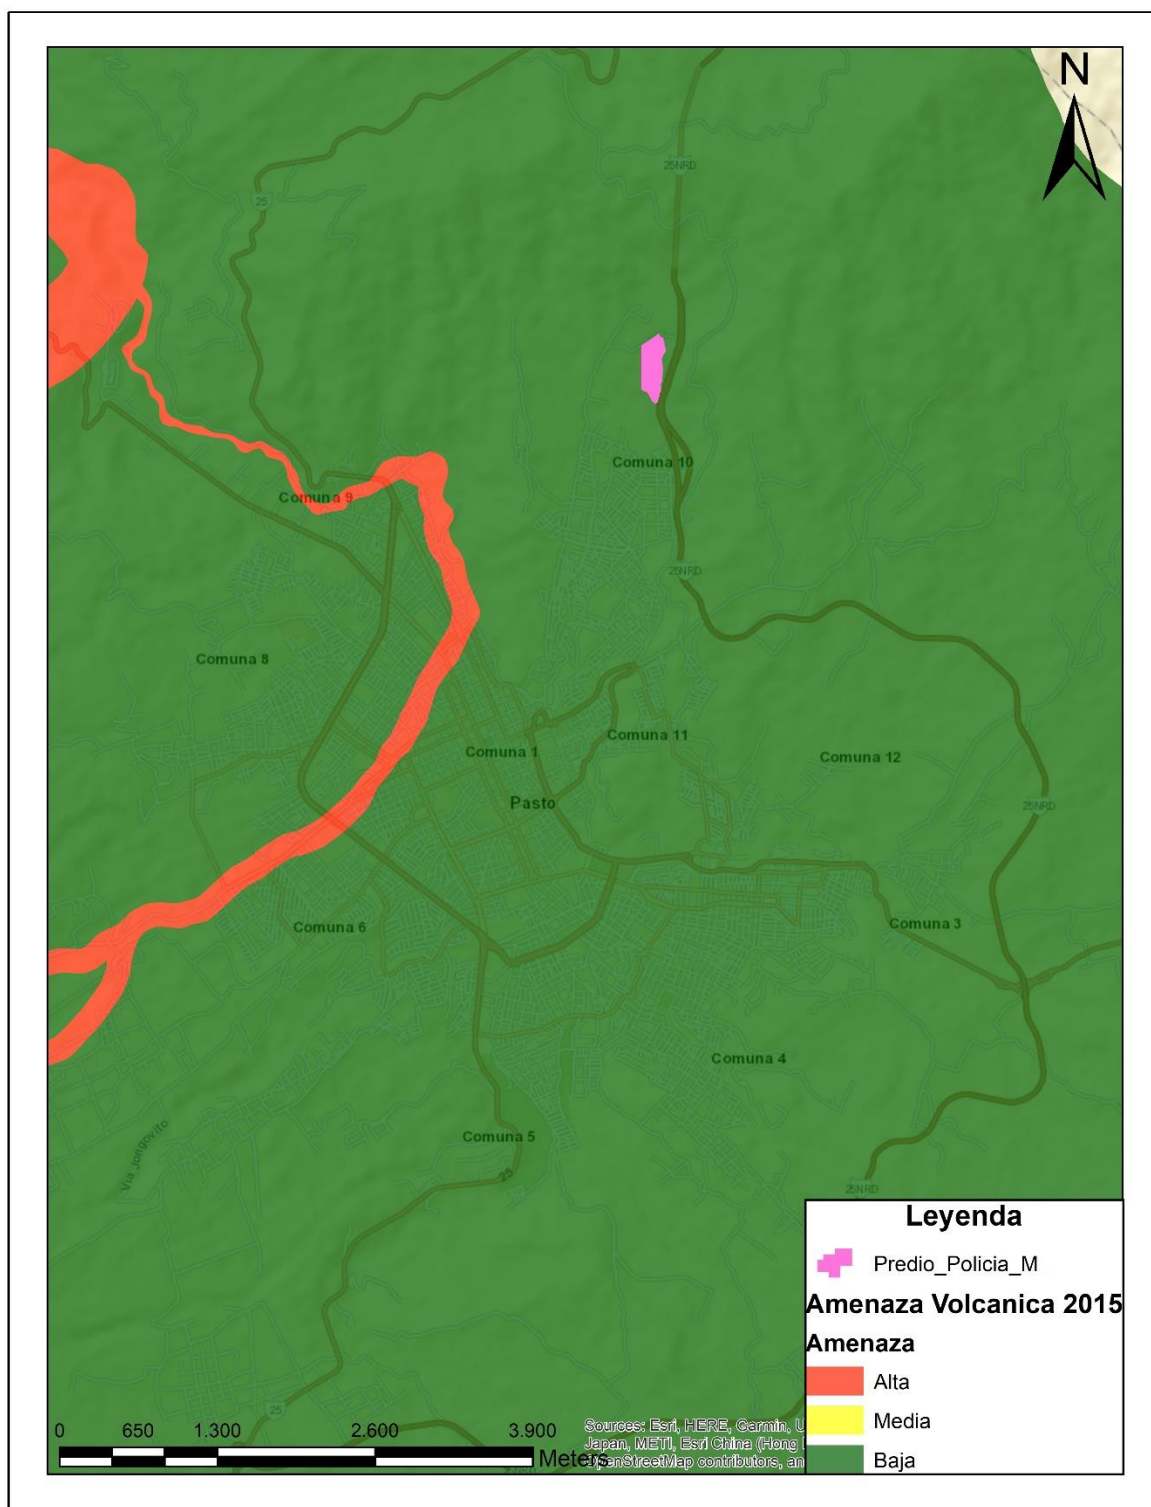 N
25NRD
25
Comuna 10
Comuna 9
25NRD
Comuna 8
Comuna 11
Comuna 1
Comuna 12
Pasto
25NRD
Comuna 3
Comuna 6
Comuna 4
Comuna 5
Via Jongovito
25
25NRD
Leyenda
Predio_Policia_M
Amenaza Volcanica 2015
Amenaza
Alta
Media
Baja
25
0 650 1.300 2.600 3.900
Meters
Sources: Esri, HERE, Garmin, U
Japan, METI, Esri China (Hong
OpenStreetMap contributors, an